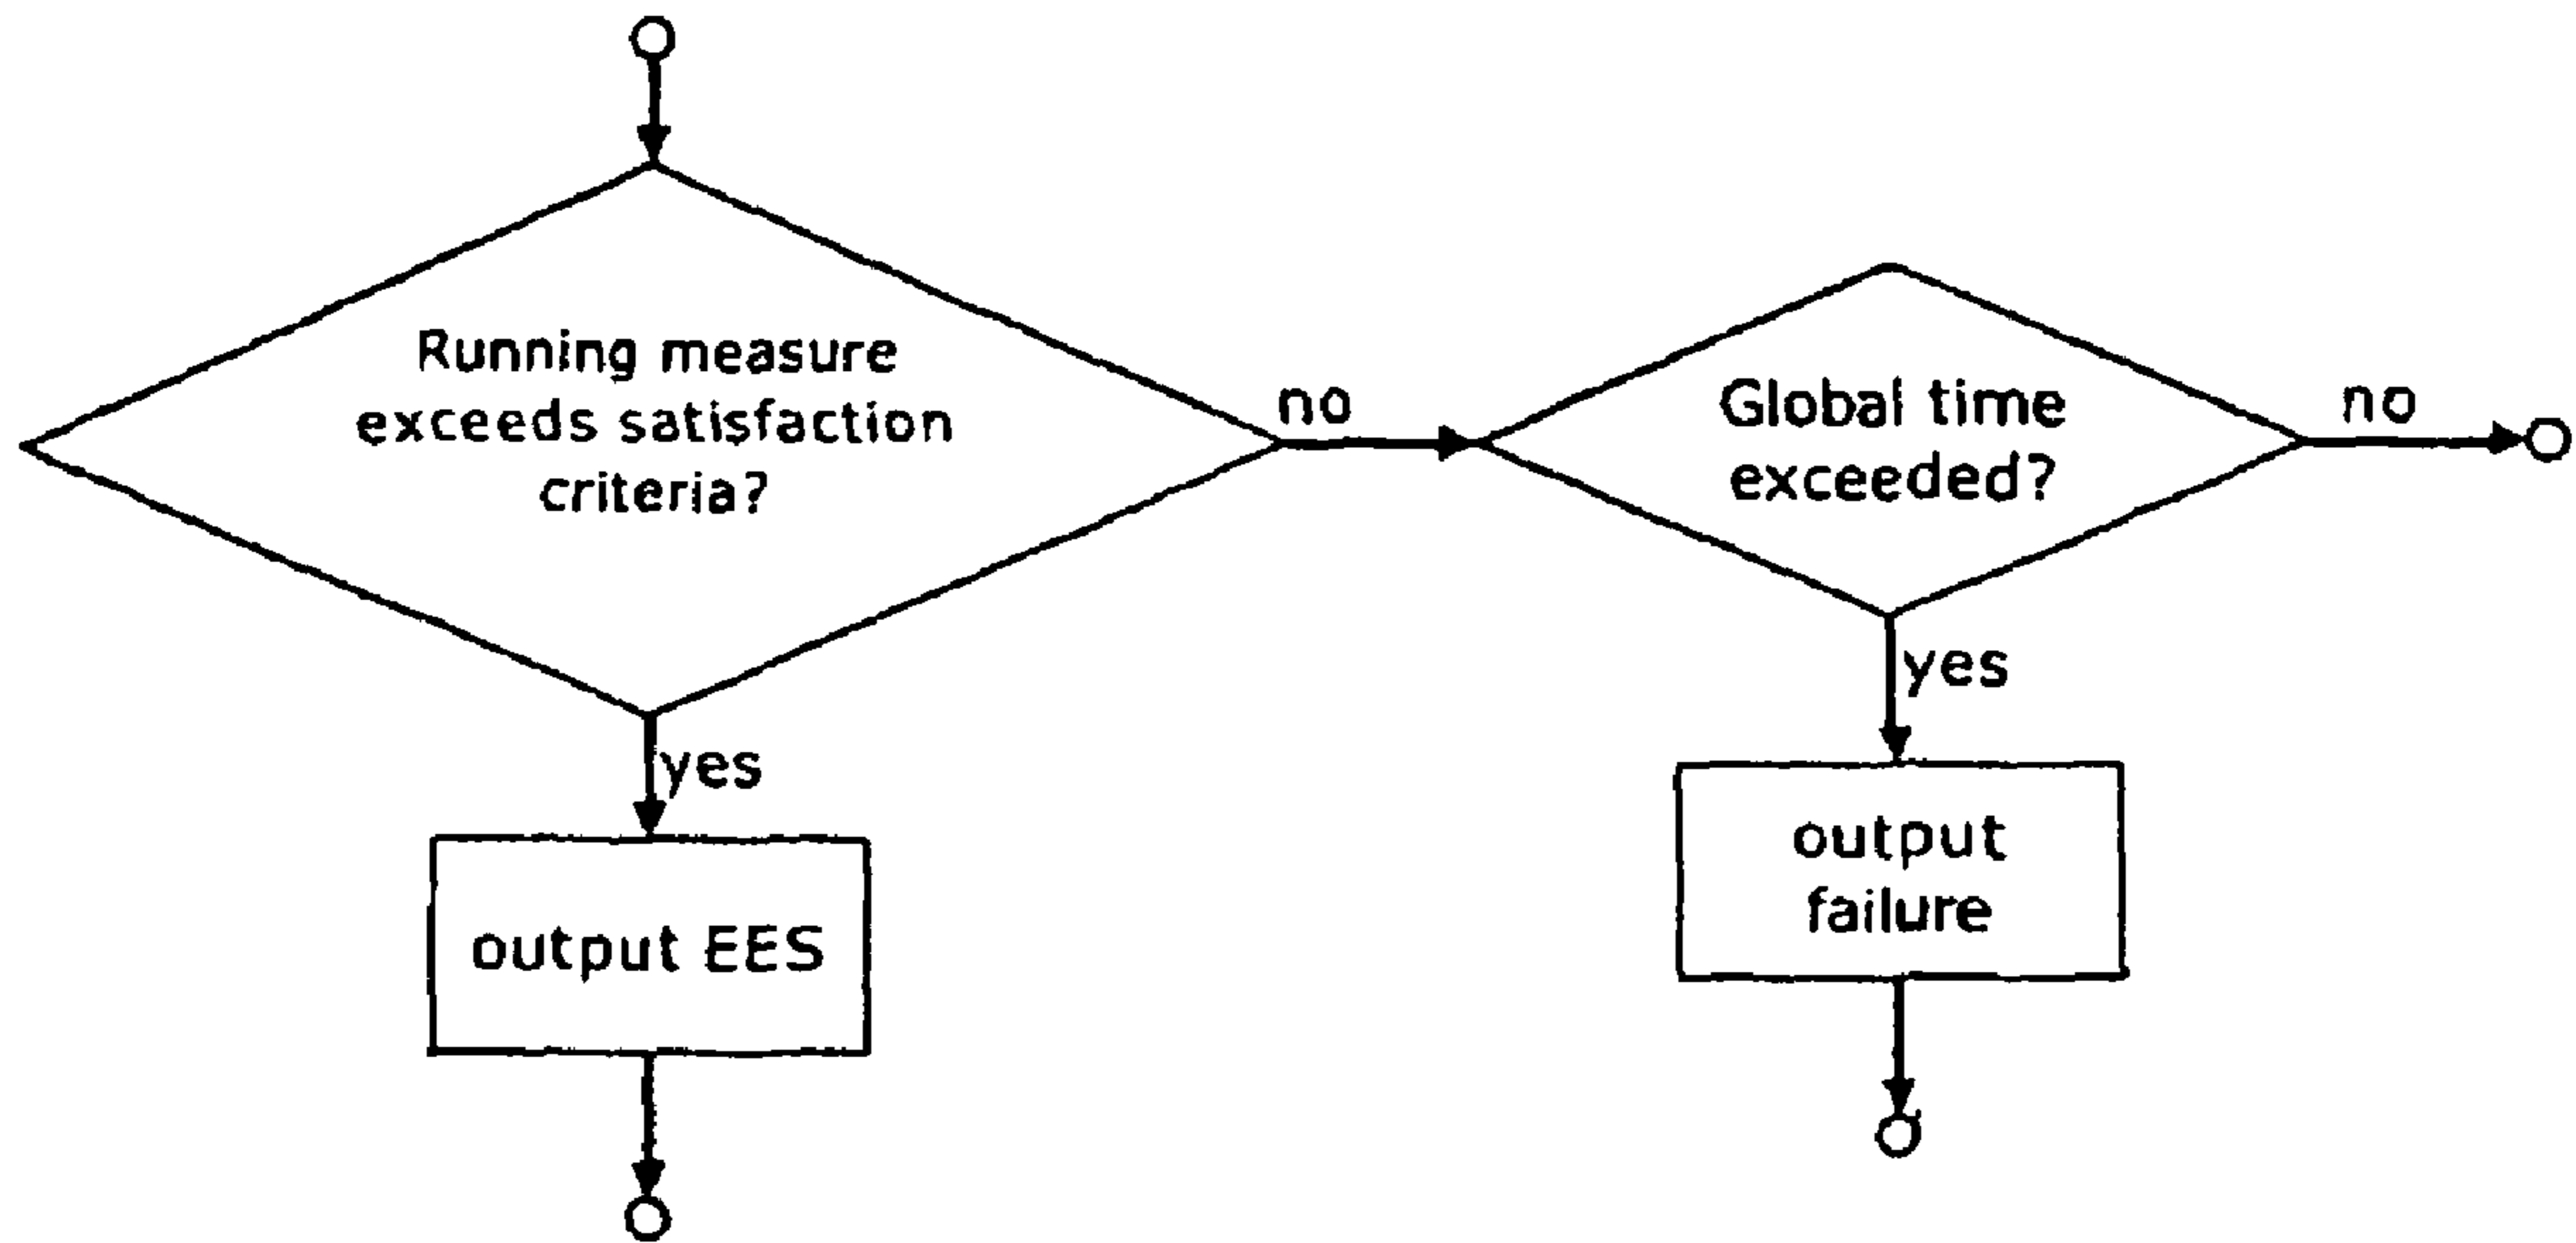 Running measure
exceeds satisfaction
criteria?
no
Global time
exceeded?
no
yes
output
failure
yes
output EES